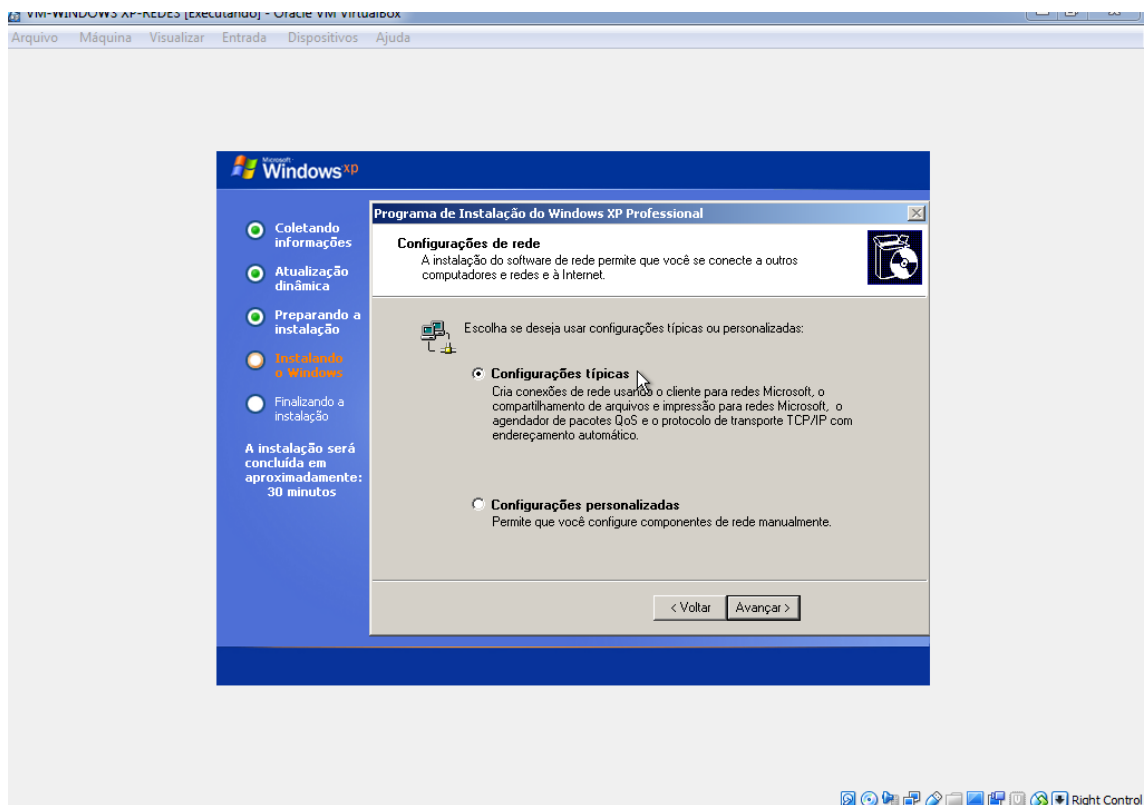 VM-WINDOWS XP-REDES [Executando] - Oracle VM VirtualBox
Arquivo Máquina Visualizar Entrada Dispositivos Ajuda
Microsoft
Windows xp
Coletando
informações
Atualização
dinâmica
Preparando a
instalação
Instalando
o Windows
Finalizando a
instalação
A instalação será
concluída em
aproximadamente:
30 minutos
Programa de Instalação do Windows XP Professional
Configurações de rede
A instalação do software de rede permite que você se conecte a outros
computadores e redes e à Internet.
Escolha se deseja usar configurações típicas ou personalizadas:
Configurações típicas
Cria conexões de rede usando o cliente para redes Microsoft, o
compartilhamento de arquivos e impressão para redes Microsoft, o
agendador de pacotes QoS e o protocolo de transporte TCP/IP com
endereçamento automático.
Configurações personalizadas
Permite que você configure componentes de rede manualmente.
< Voltar
Avançar >
Right Control